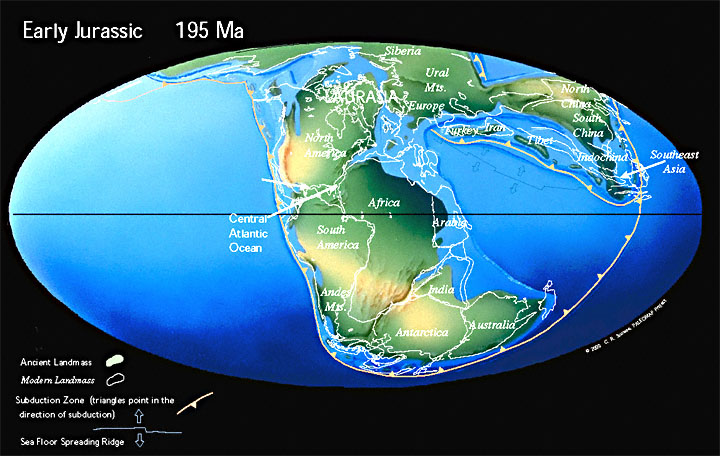 Early Jurassic 195 Ma
Siberia
Ural
Mts.
LAURASIA
Europe
North
China
South
China
Turkey
Iran
Tibet
Indochina
Southeast
Asia
North
America
Africa
Arabia
Central
Atlantic
Ocean
South
America
India
Andes
Mts.
Antarctica
Australia
Ancient Landmass
Modern Landmass
Subduction Zone (triangles point in the
direction of subduction)
Sea Floor Spreading Ridge